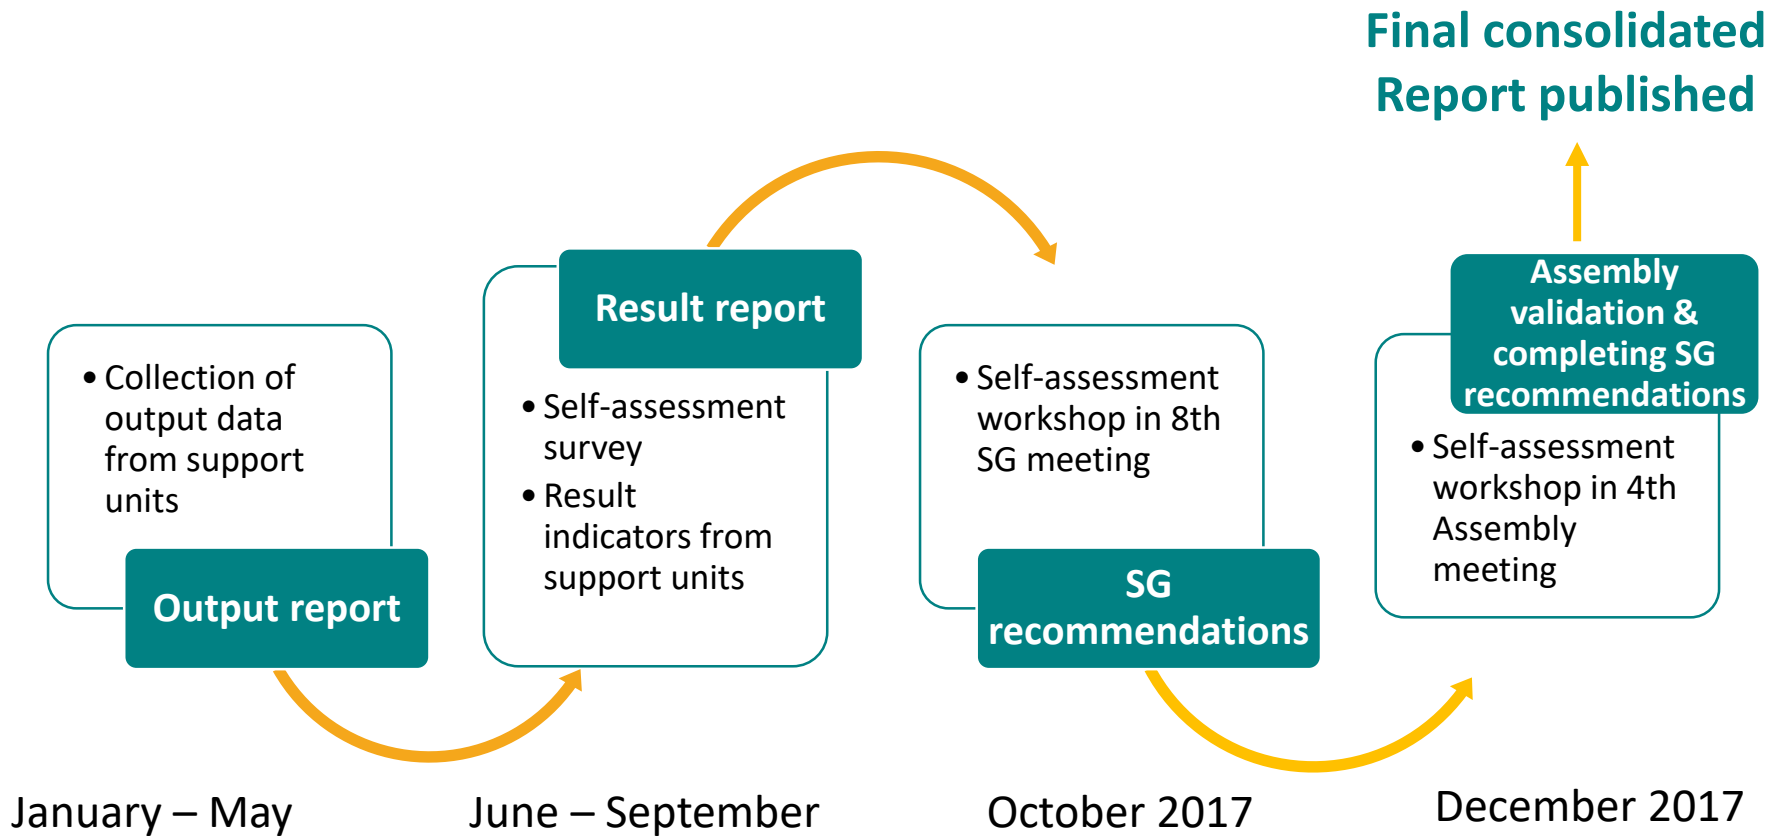 Final consolidated
Report published
• Collection of
output data
from support
units
Output report
January – May
Result report
• Self-assessment
survey
• Result
indicators from
support units
June – September
• Self-assessment
workshop in 8th
SG meeting
SG
recommendations
October 2017
Assembly
validation &
completing SG
recommendations
• Self-assessment
workshop in 4th
Assembly
meeting
December 2017